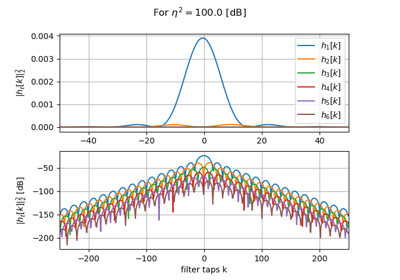 For η² = 100.0 [dB]
|hᵢ[k]|²₂
0.004
0.003
0.002
0.001
0.000
−40 −20 0 20 40
h₁[k]
h₂[k]
h₃[k]
h₄[k]
h₅[k]
h₆[k]
|hᵢ[k]|²₂ [dB]
−50
−100
−150
−200
−200 −100 0 100 200
filter taps k